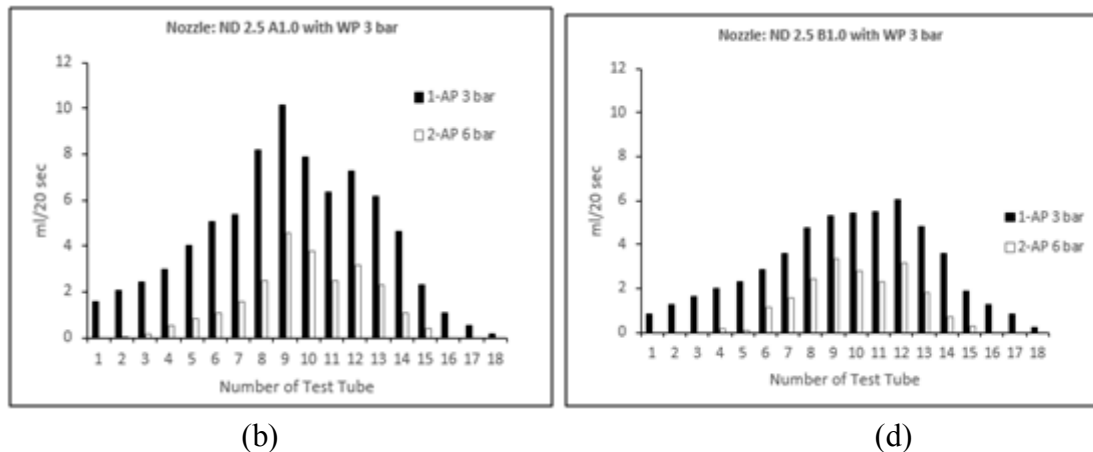 Nozzle: ND 2.5 A1.0 with WP 3 bar
12
10
8
6
4
2
0
ml/20 sec
1-AP 3 bar
2-AP 6 bar
1 2 3 4 5 6 7 8 9 10 11 12 13 14 15 16 17 18
Number of Test Tube
(b)
Nozzle: ND 2.5 B1.0 with WP 3 bar
12
10
8
6
4
2
0
ml/20 sec
1-AP 3 bar
2-AP 6 bar
1 2 3 4 5 6 7 8 9 10 11 12 13 14 15 16 17 18
Number of Test Tube
(d)